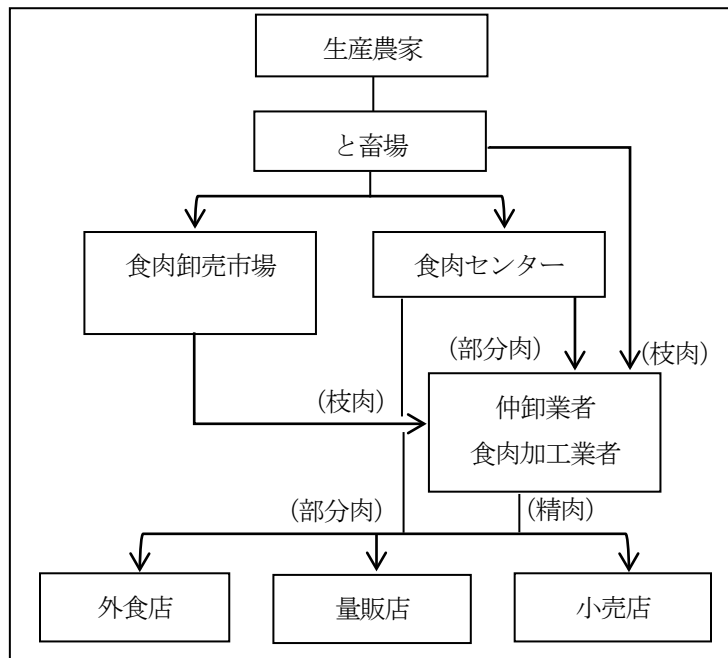 生産農家
と畜場
食肉卸売市場
食肉センター
(部分肉)
(枝肉)
(枝肉)
仲卸業者
食肉加工業者
(部分肉)
(精肉)
外食店
量販店
小売店